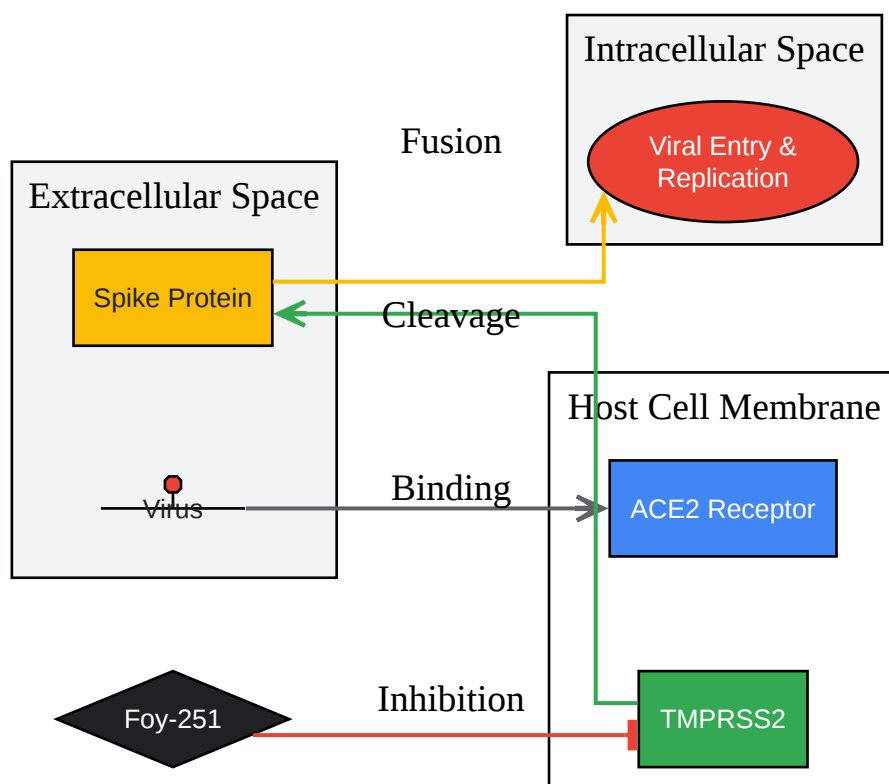 Intracellular Space
Viral Entry &
Replication
Fusion
Extracellular Space
Spike Protein
Cleavage
Host Cell Membrane
Virus
Binding
ACE2 Receptor
Foy-251
Inhibition
TMPRSS2